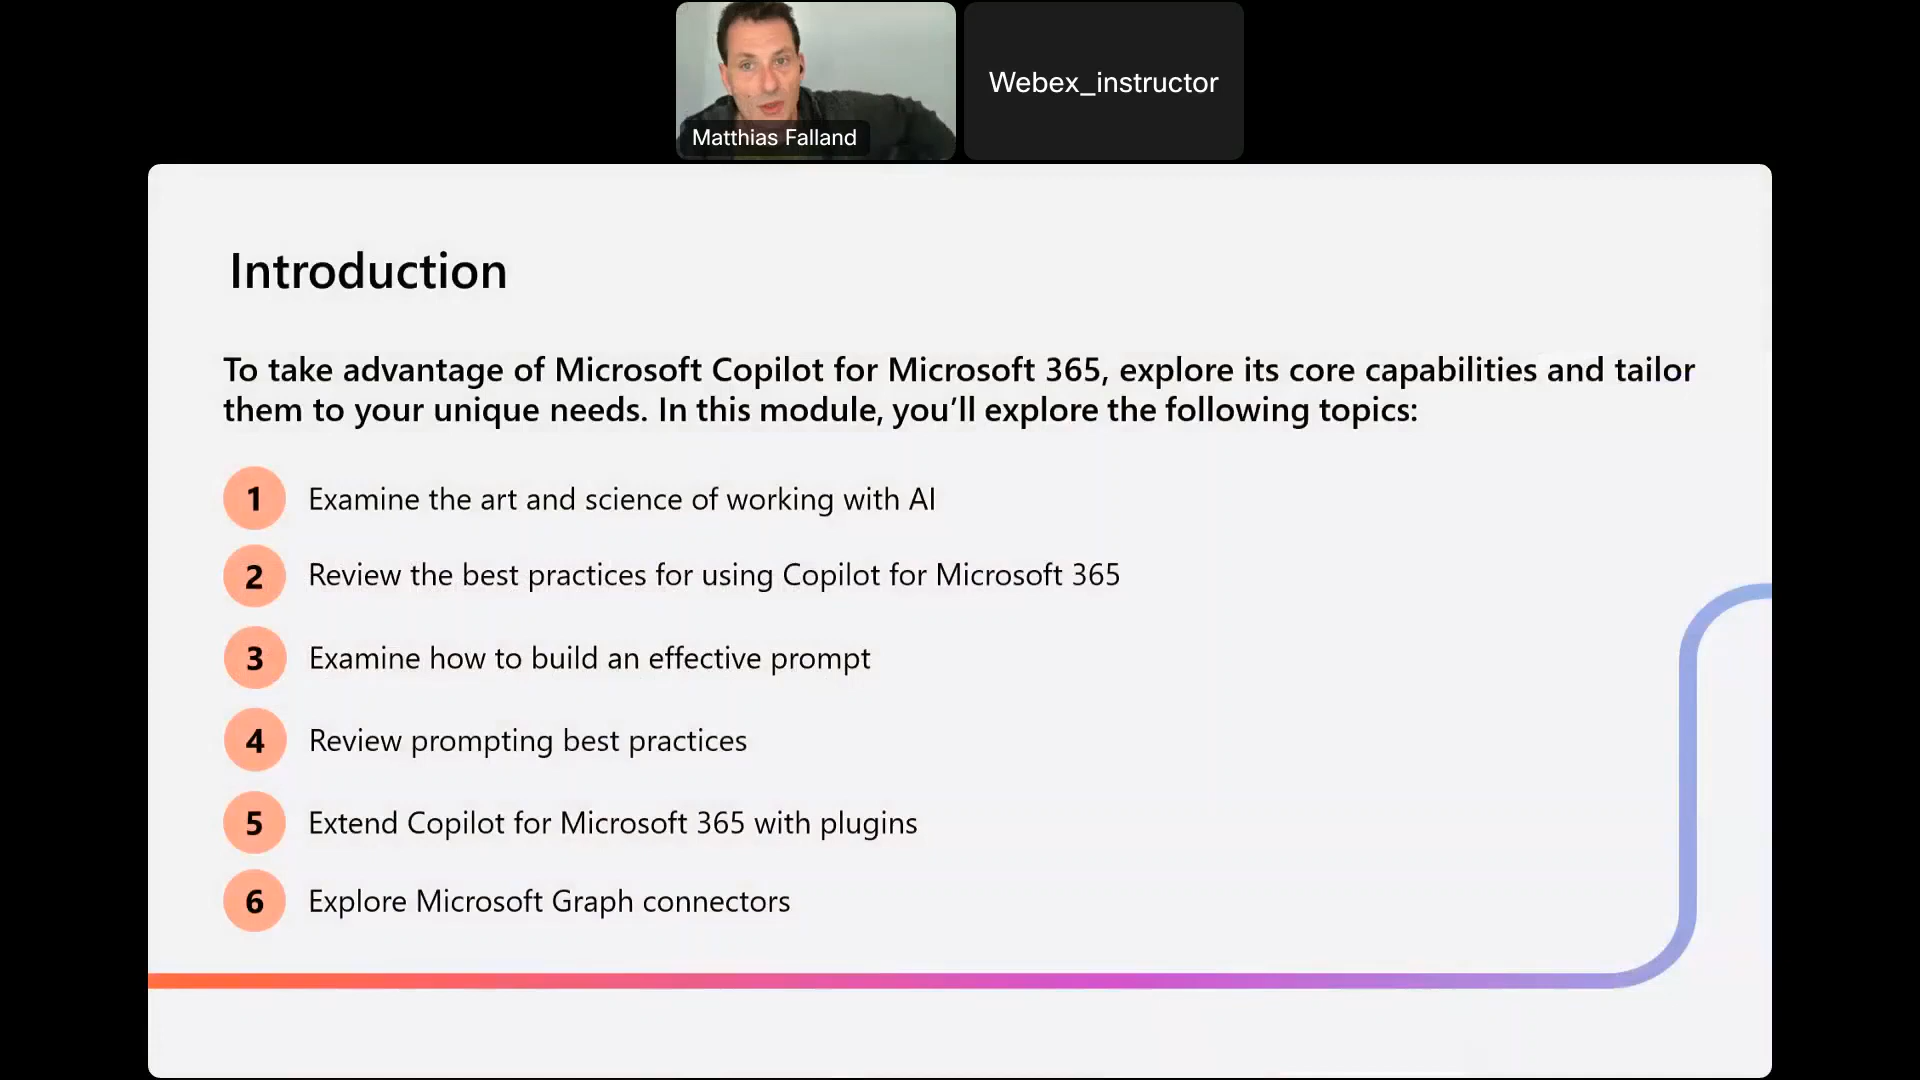 Matthias Falland
Webex_instructor
Introduction
To take advantage of Microsoft Copilot for Microsoft 365, explore its core capabilities and tailor
them to your unique needs. In this module, you’ll explore the following topics:
1 Examine the art and science of working with AI
2 Review the best practices for using Copilot for Microsoft 365
3 Examine how to build an effective prompt
4 Review prompting best practices
5 Extend Copilot for Microsoft 365 with plugins
6 Explore Microsoft Graph connectors